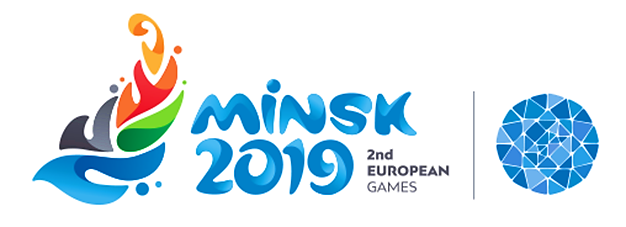 MINSK
2019
2nd
EUROPEAN
GAMES